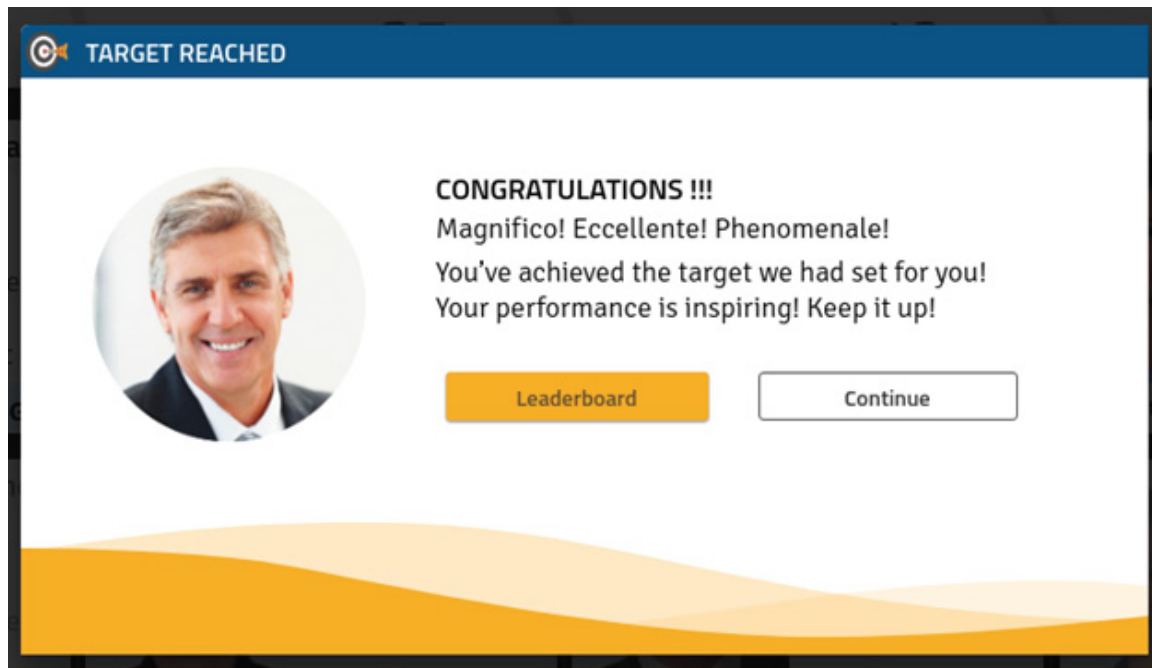 TARGET REACHED
CONGRATULATIONS !!!
Magnifico! Eccellente! Phenomenale!
You’ve achieved the target we had set for you!
Your performance is inspiring! Keep it up!
Leaderboard
Continue